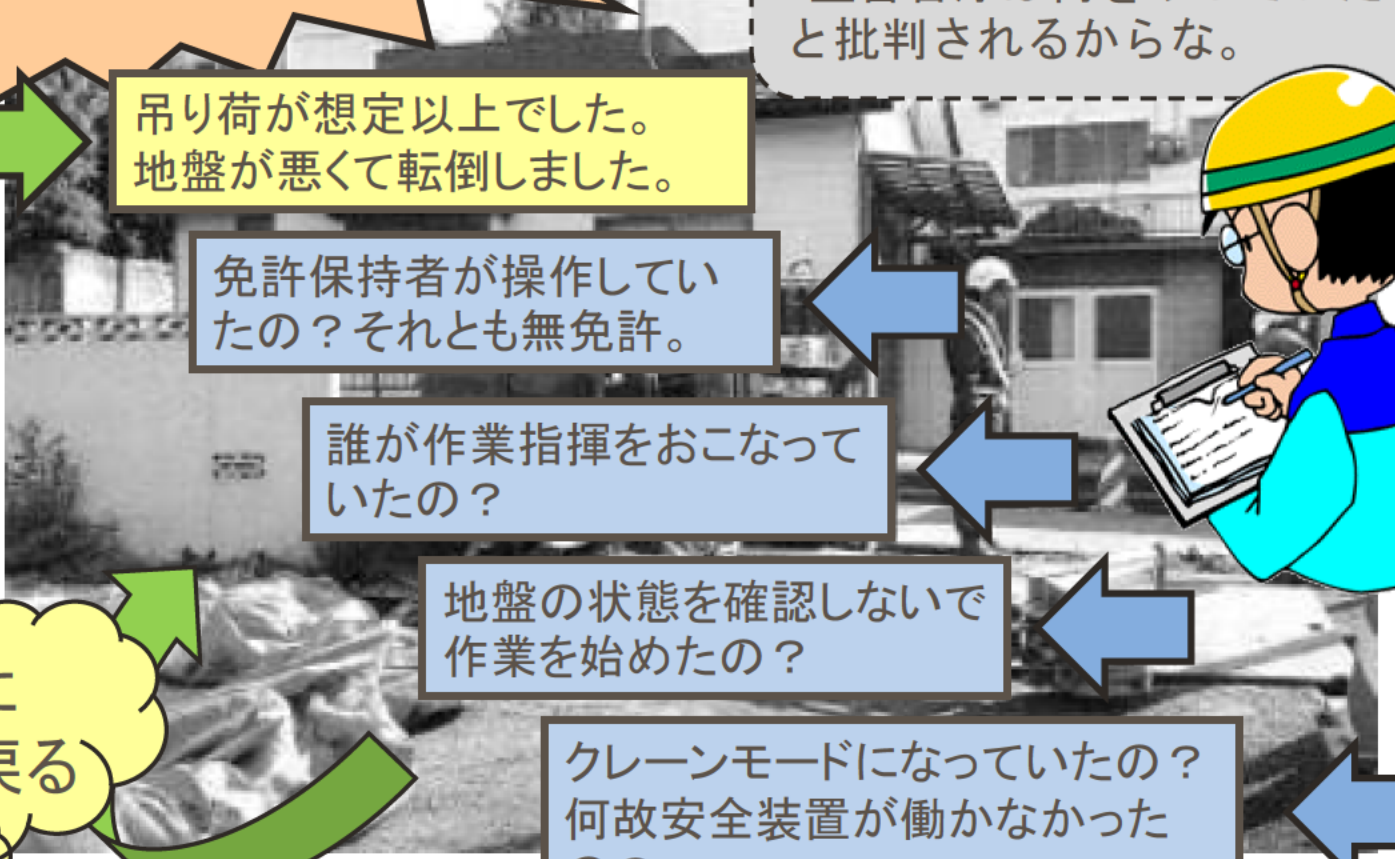 と批判されるからな。
吊り荷が想定以上でした。
地盤が悪くて転倒しました。
免許保持者が操作してい
たの？それとも無免許。
誰が作業指揮をおこなって
いたの？
地盤の状態を確認しないで
作業を始めたの？
戻る
クレーンモードになっていたの？
何故安全装置が働かなかった